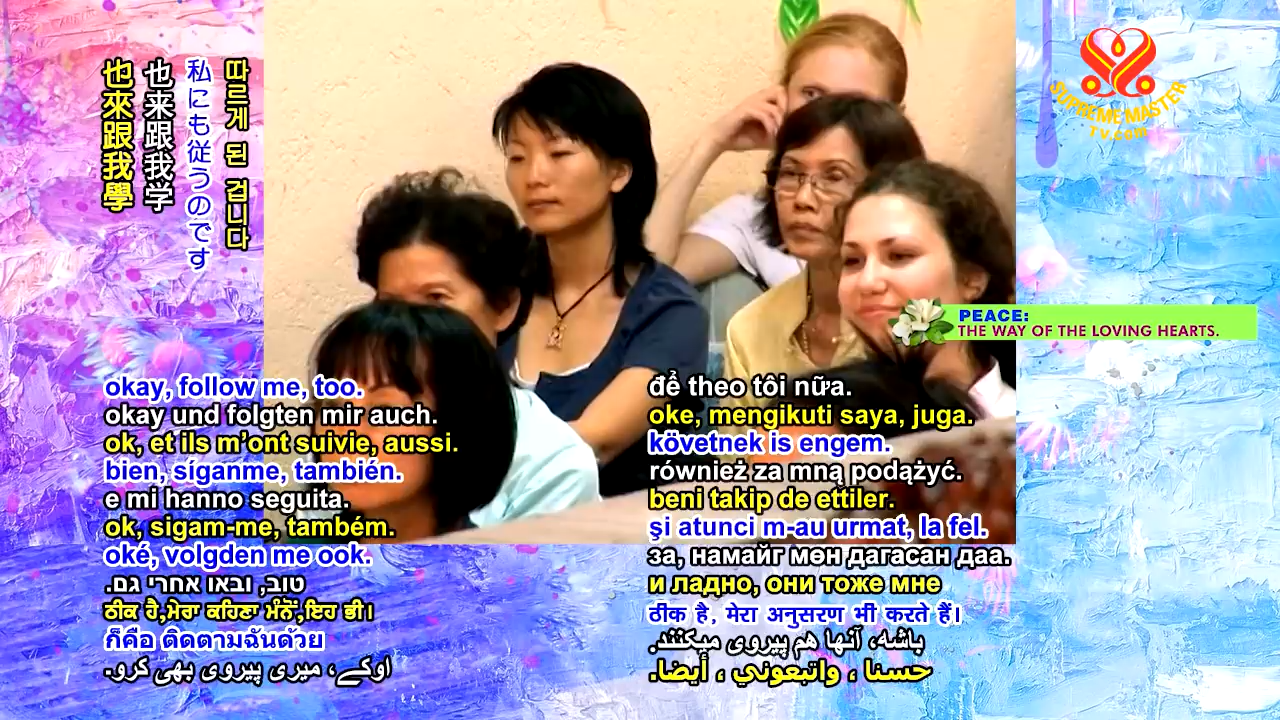 也來跟我學
也来跟我学
私にも従うのです
따르게 된 겁니다
SUPREME MASTER
TV.com
PEACE:
THE WAY OF THE LOVING HEARTS.
okay, follow me, too.
okay und folgten mir auch.
ok, et ils m’ont suivie, aussi.
bien, síganme, también.
e mi hanno seguita.
ok, sigam-me, também.
oké, volgden me ook.
טוב, ובאו אחרי גם.
ਠੀਕ ਹੈ,ਮੇਰਾ ਕਹਿਣਾ ਮੰਨੋਂ,ਇਹ ਭੀ।
ก็คือ ติดตามฉันด้วย
اوکے، میری پیروی بھی کرو.
để theo tôi nữa.
oke, mengikuti saya, juga.
követnek is engem.
również za mną podążyć.
beni takip de ettiler.
şi atunci m-au urmat, la fel.
за, намайг мөн дагасан даа.
и ладно, они тоже мне
ठीक है, मेरा अनुसरण भी करते हैं।
باشه، آنها هم پیروی میکنند.
حسنا ، واتبعوني ، أيضا.